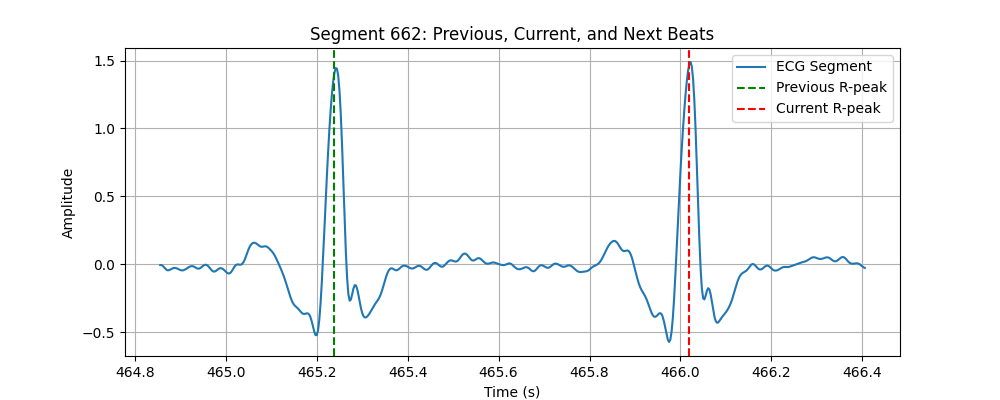 Segment 662: Previous, Current, and Next Beats
ECG Segment
Previous R-peak
Current R-peak
Amplitude
1.5
1.0
0.5
0.0
−0.5
464.8 465.0 465.2 465.4 465.6 465.8 466.0 466.2 466.4
Time (s)